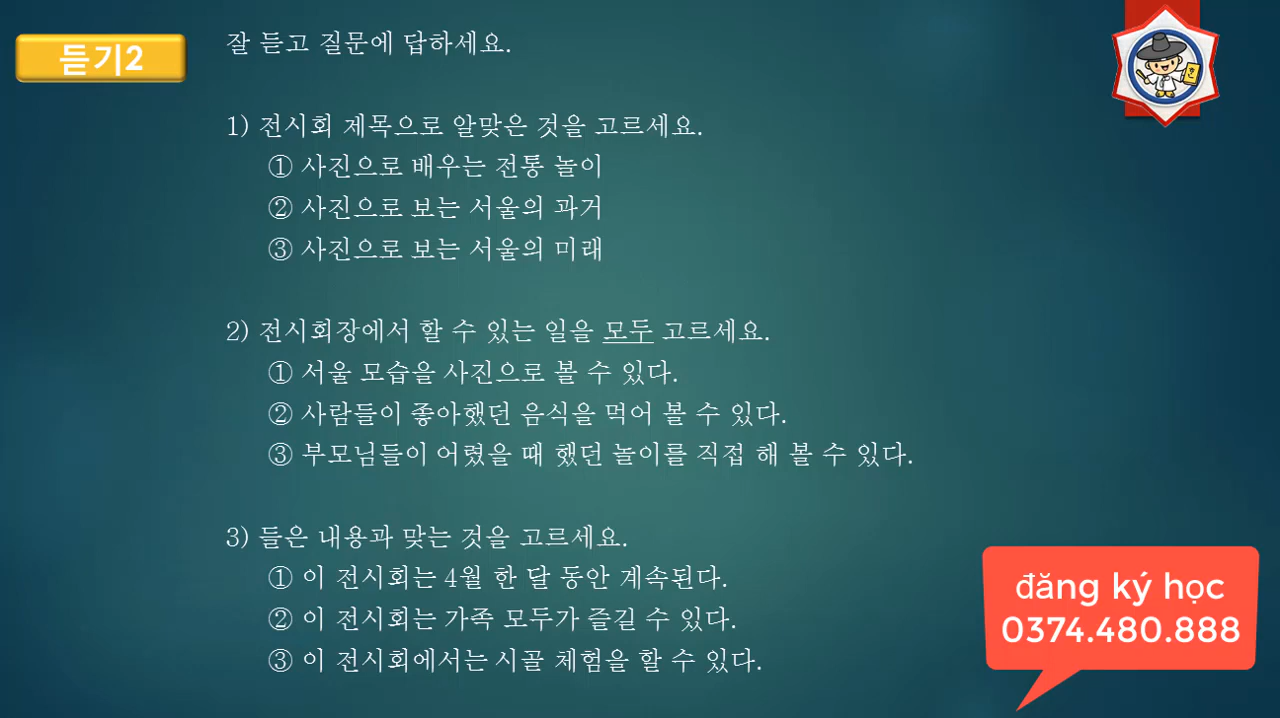 듣기2
잘 듣고 질문에 답하세요.
1) 전시회 제목으로 알맞은 것을 고르세요.
① 사진으로 배우는 전통 놀이
② 사진으로 보는 서울의 과거
③ 사진으로 보는 서울의 미래
2) 전시회장에서 할 수 있는 일을 모두 고르세요.
① 서울 모습을 사진으로 볼 수 있다.
② 사람들이 좋아했던 음식을 먹어 볼 수 있다.
③ 부모님들이 어렸을 때 했던 놀이를 직접 해 볼 수 있다.
3) 들은 내용과 맞는 것을 고르세요.
① 이 전시회는 4월 한 달 동안 계속된다.
② 이 전시회는 가족 모두가 즐길 수 있다.
③ 이 전시회에서는 시골 체험을 할 수 있다.
đăng ký học
0374.480.888